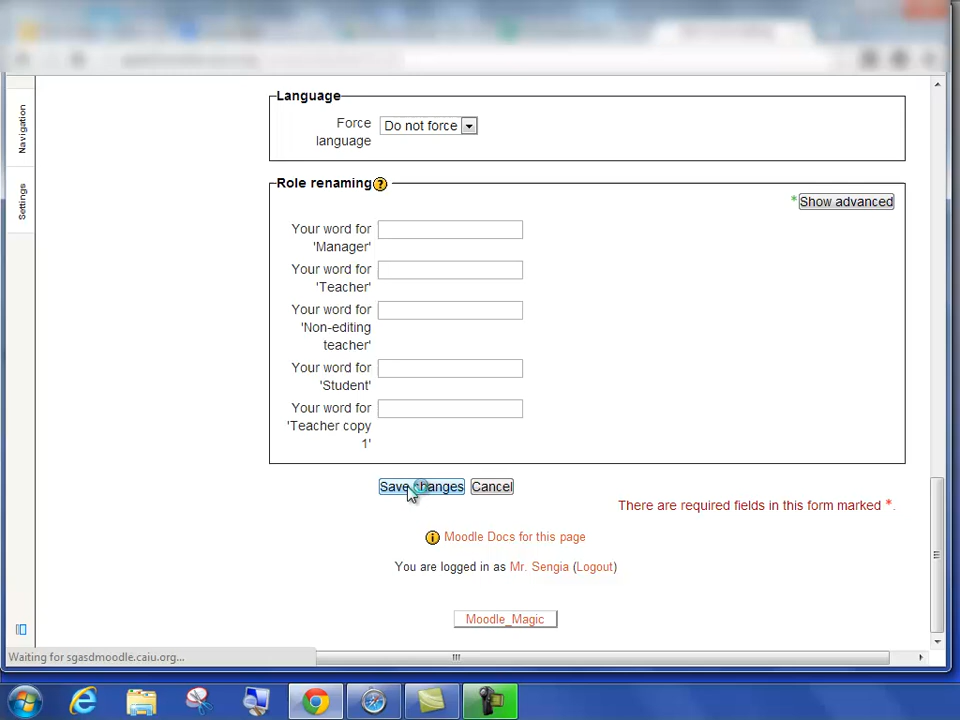 Navigation
Settings
Language
Force language
Do not force
Role renaming
* Show advanced
Your word for
'Manager'
Your word for
'Teacher'
Your word for
'Non-editing
teacher'
Your word for
'Student'
Your word for
'Teacher copy
1'
Save changes Cancel
There are required fields in this form marked *.
Moodle Docs for this page
You are logged in as Mr. Sengia (Logout)
Moodle_Magic
Waiting for sgasdmoodle.caiu.org...